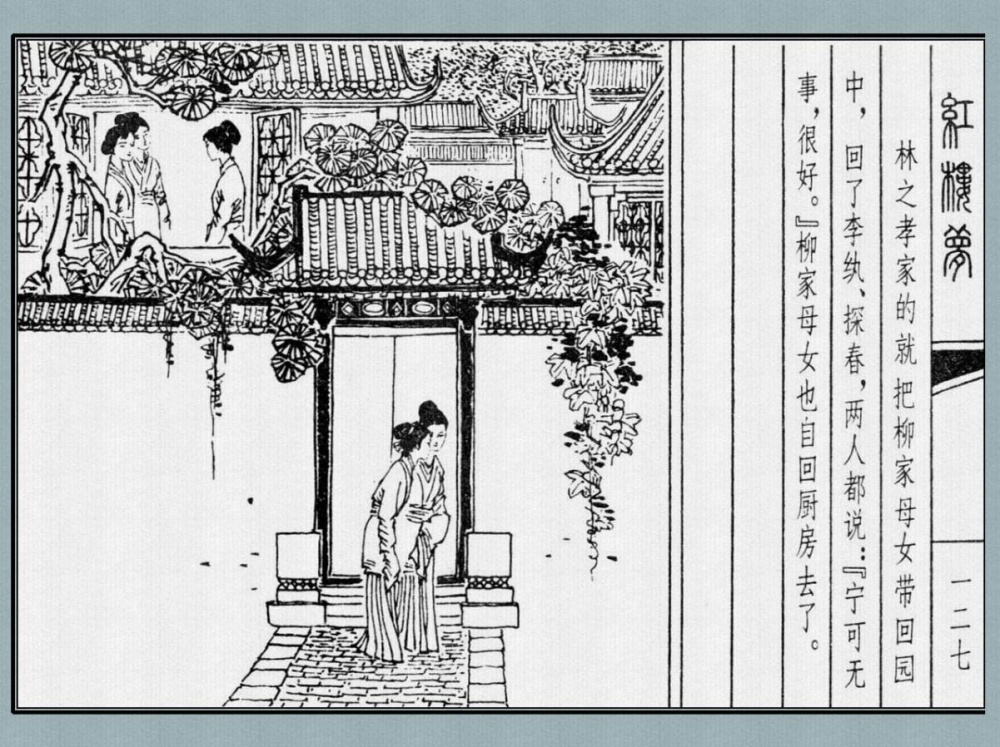 紅樓夢
一二七
林之孝家的就把柳家母女带回园
中，回了李纨、探春，两人都说：『宁可无
事，很好。』柳家母女也自回厨房去了。